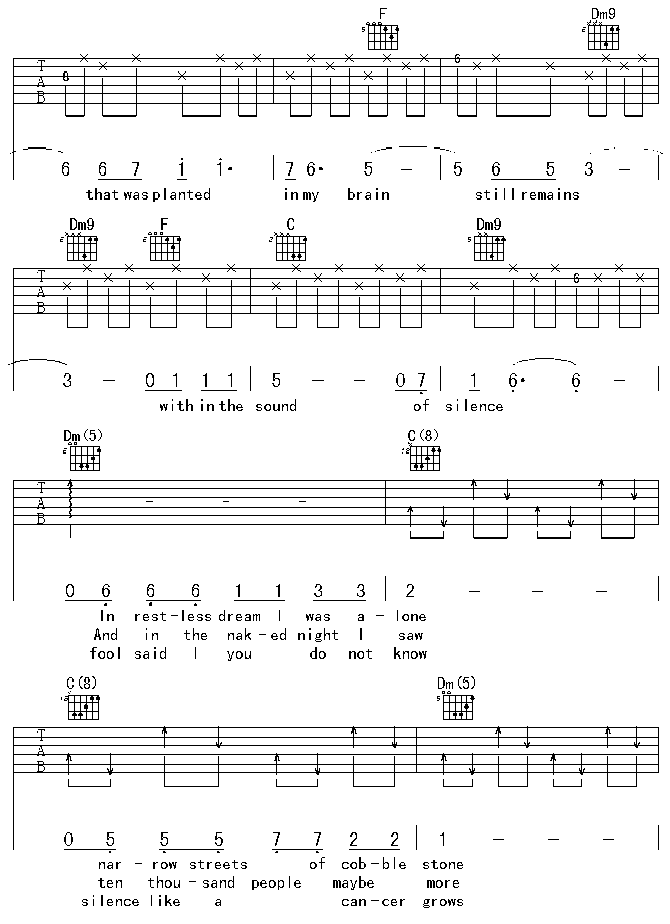 F Dm9
T
A
B
6 6 7 i i· 7 6· 5 – 5 6 5 3 –
that was planted in my brain still remains
Dm9 F C Dm9
T
A
B
3 – 0 1 1 1 5 – – 0 7 1 6· 6 –
with in the sound of silence
Dm(5) C(8)
T
A
B
0 6 6 6 1 1 3 3 2 – – –
In rest-less dream I was a-lone
And in the nak-ed night I saw
fool said I you do not know
C(8) Dm(5)
T
A
B
0 5 5 5 7 7 2 2 1 – – –
nar-row streets of cob-ble stone
ten thou-sand people maybe more
silence like a can-cer grows